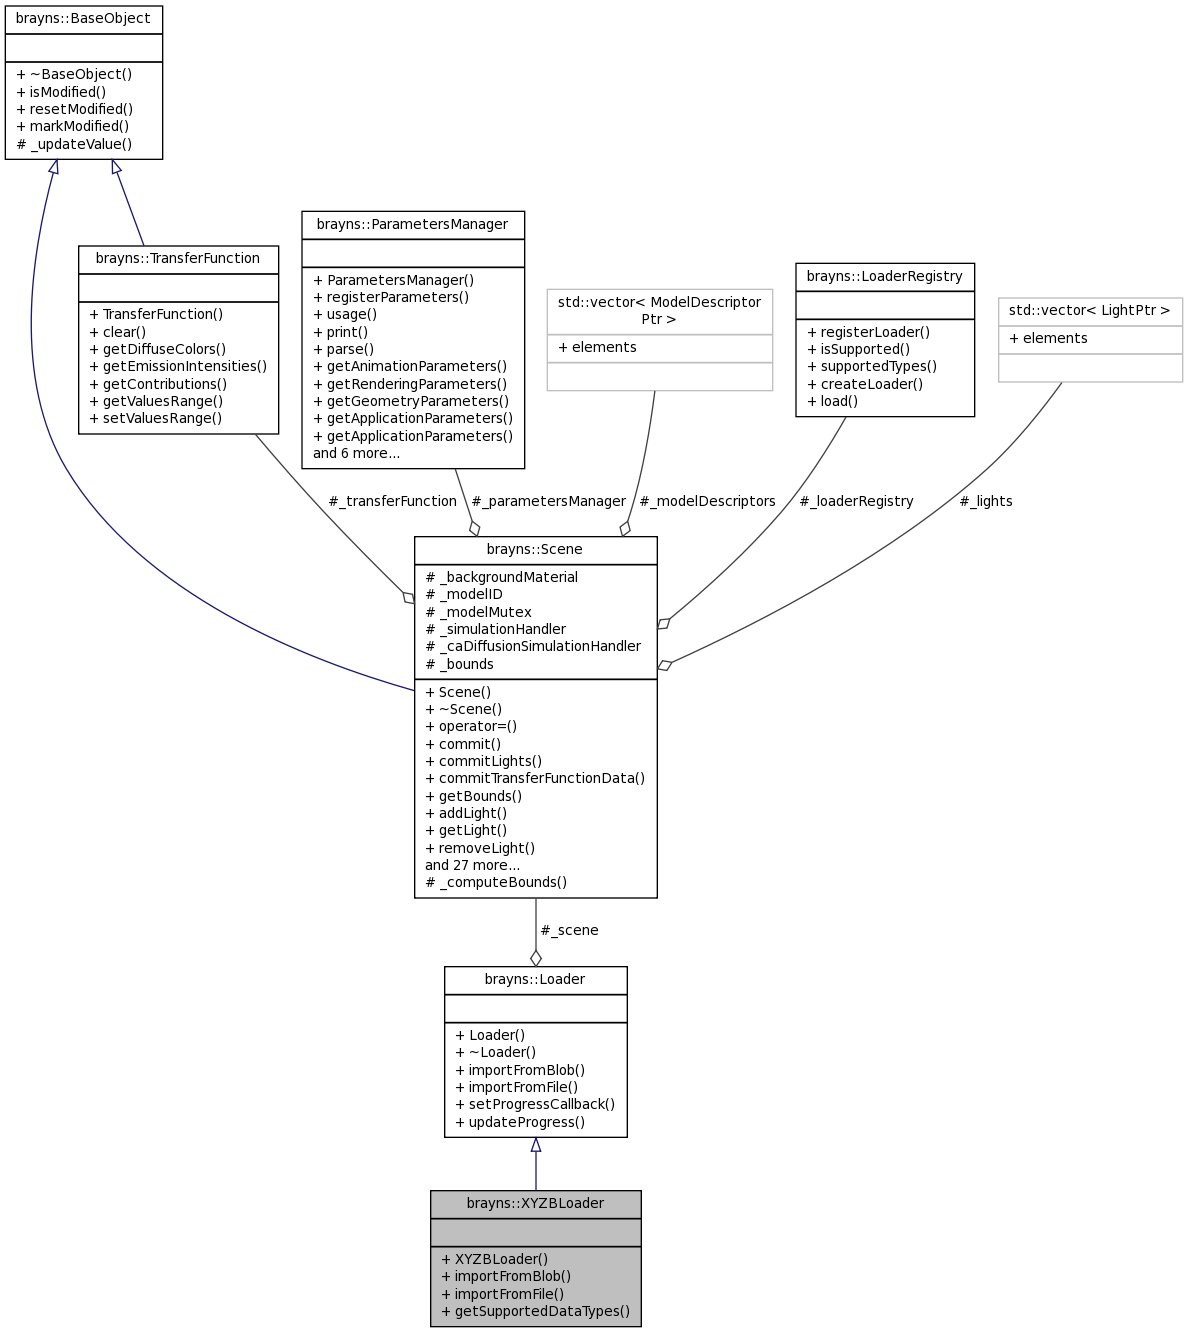 brayns::BaseObject
+ ~BaseObject()
+ isModified()
+ resetModified()
+ markModified()
# _updateValue()
brayns::TransferFunction
+ TransferFunction()
+ clear()
+ getDiffuseColors()
+ getEmissionIntensities()
+ getContributions()
+ getValuesRange()
+ setValuesRange()
brayns::ParametersManager
+ ParametersManager()
+ registerParameters()
+ usage()
+ print()
+ parse()
+ getAnimationParameters()
+ getRenderingParameters()
+ getGeometryParameters()
+ getApplicationParameters()
+ getApplicationParameters()
and 6 more...
std::vector< ModelDescriptor
Ptr >
+ elements
brayns::LoaderRegistry
+ registerLoader()
+ isSupported()
+ supportedTypes()
+ createLoader()
+ load()
std::vector< LightPtr >
+ elements
#_transferFunction
#_parametersManager
#_modelDescriptors
#_loaderRegistry
#_lights
brayns::Scene
# _backgroundMaterial
# _modelID
# _modelMutex
# _simulationHandler
# _caDiffusionSimulationHandler
# _bounds
+ Scene()
+ ~Scene()
+ operator=()
+ commit()
+ commitLights()
+ commitTransferFunctionData()
+ getBounds()
+ addLight()
+ getLight()
+ removeLight()
and 27 more...
# _computeBounds()
#_scene
brayns::Loader
+ Loader()
+ ~Loader()
+ importFromBlob()
+ importFromFile()
+ setProgressCallback()
+ updateProgress()
brayns::XYZBLoader
+ XYZBLoader()
+ importFromBlob()
+ importFromFile()
+ getSupportedDataTypes()